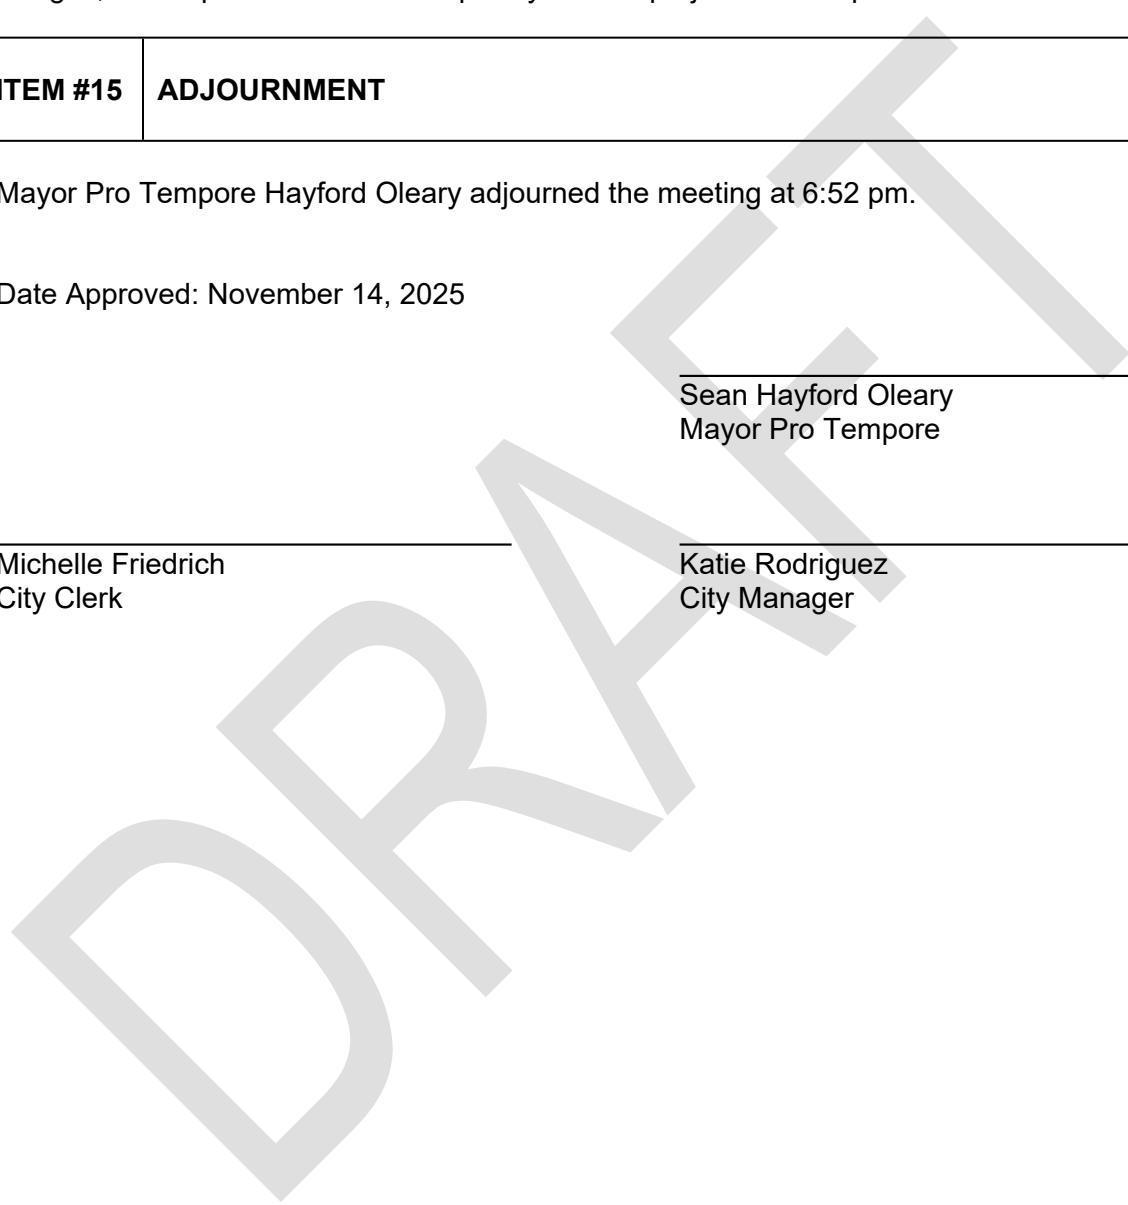 ITEM #15 ADJOURNMENT
Mayor Pro Tempore Hayford Oleary adjourned the meeting at 6:52 pm.
Date Approved: November 14, 2025
Sean Hayford Oleary
Mayor Pro Tempore
Michelle Friedrich Katie Rodriguez
City Clerk City Manager
DRAFT